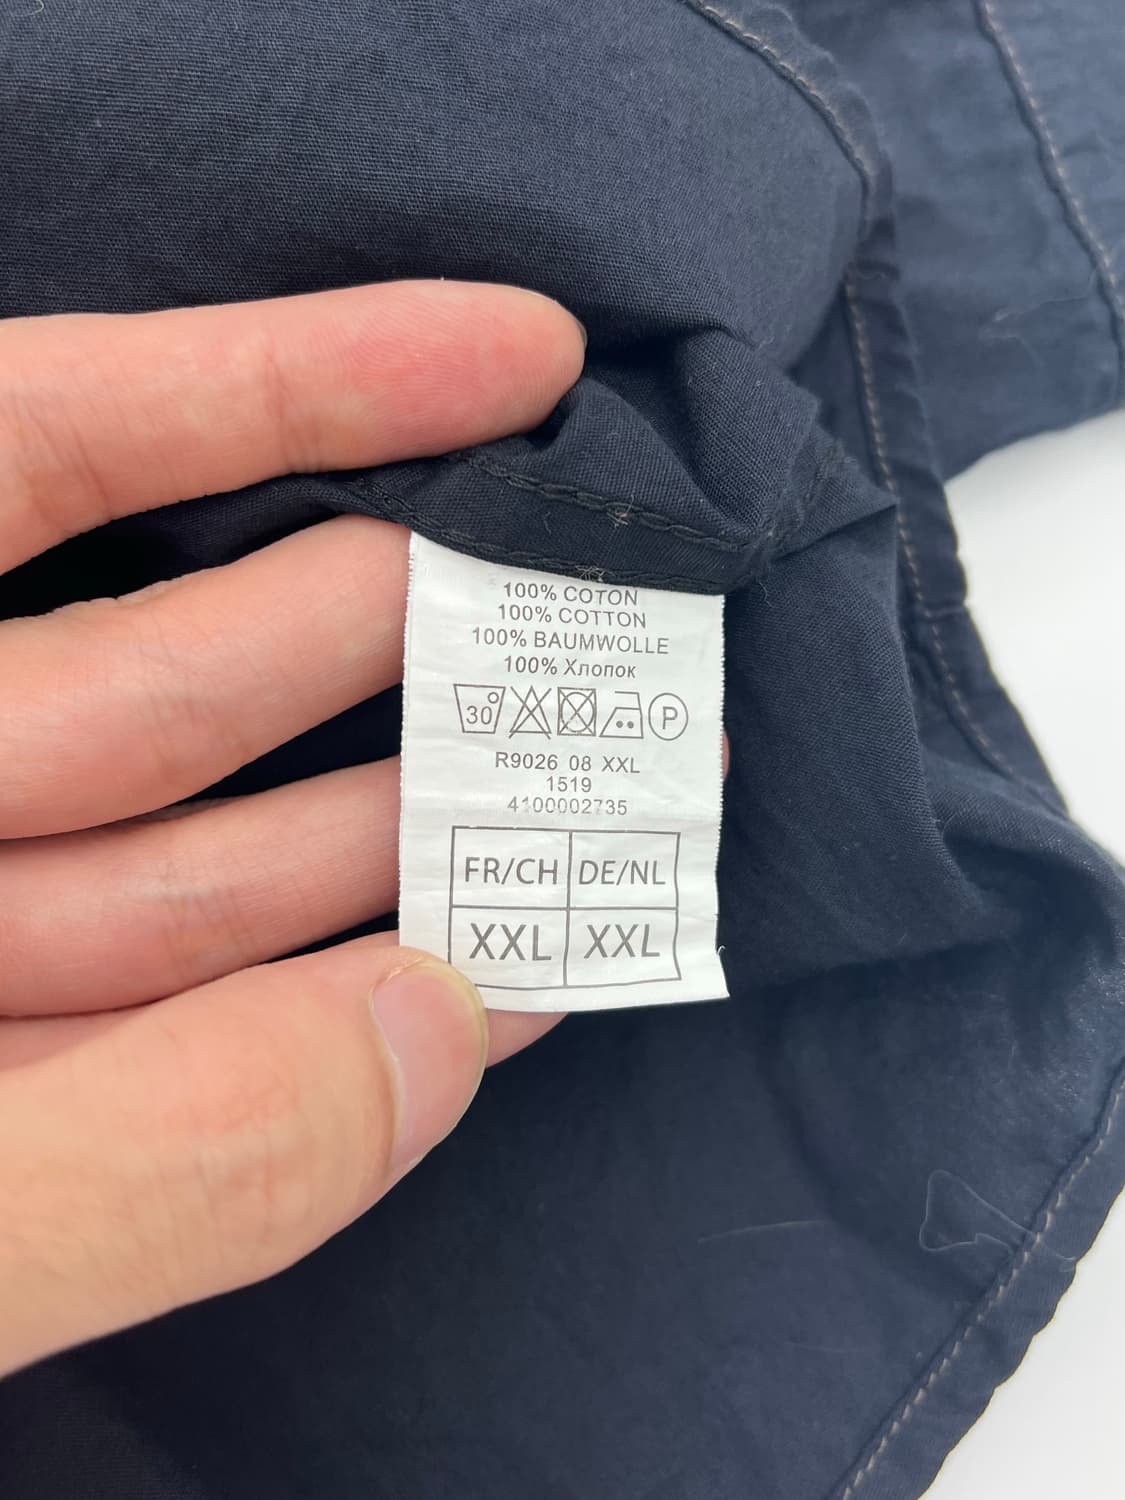 100% COTON
100% COTTON
100% BAUMWOLLE
100% Хлопок
30° P
R9026 08 XXL
1519
4100002735
FR/CH DE/NL
XXL XXL